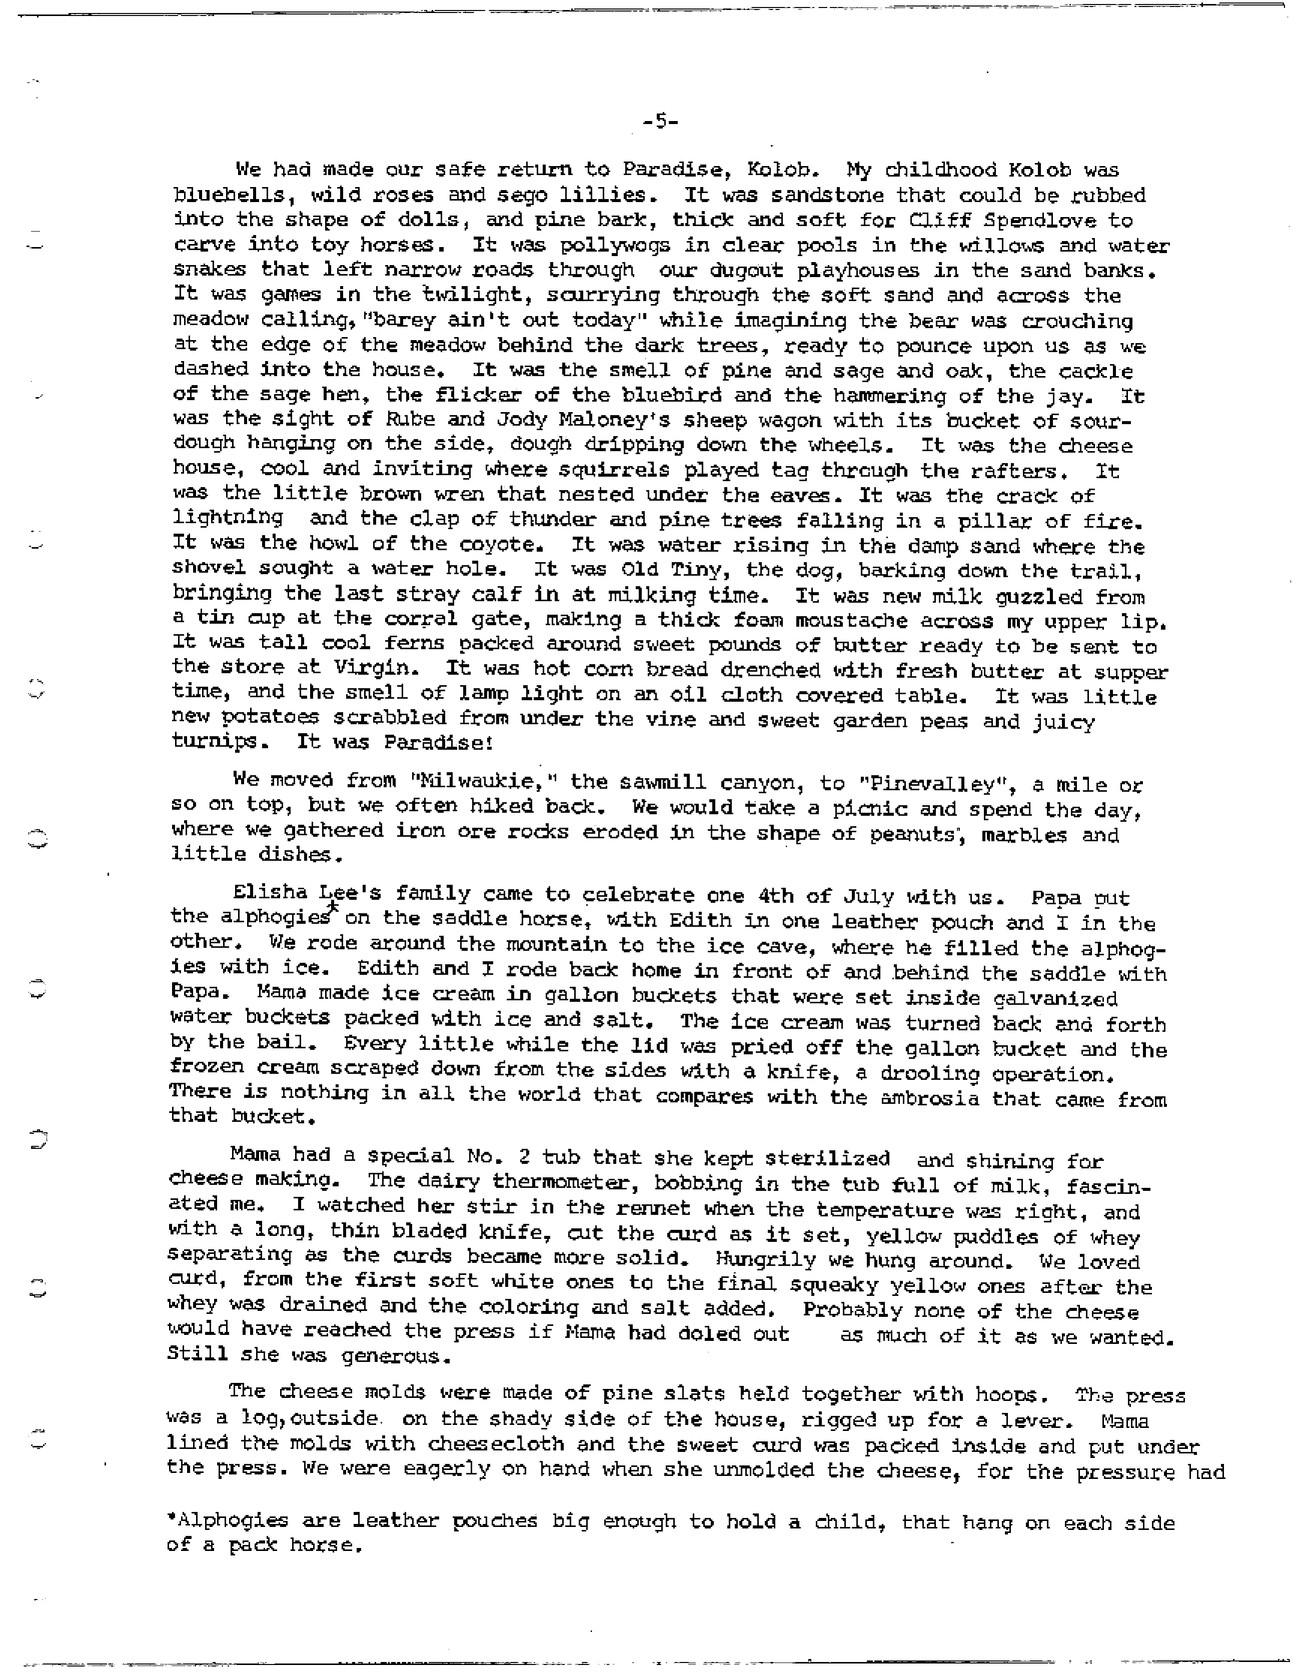 -5-
We had made our safe return to Paradise, Kolob. My childhood Kolob was
bluebells, wild roses and sego lillies. It was sandstone that could be rubbed
into the shape of dolls, and pine bark, thick and soft for Cliff Spendlove to
carve into toy horses. It was pollywogs in clear pools in the willows and water
snakes that left narrow roads through our dugout playhouses in the sand banks.
It was games in the twilight, scurrying through the soft sand and across the
meadow calling, "barey ain't out today" while imagining the bear was crouching
at the edge of the meadow behind the dark trees, ready to pounce upon us as we
dashed into the house. It was the smell of pine and sage and oak, the cackle
of the sage hen, the flicker of the bluebird and the hammering of the jay. It
was the sight of Rube and Jody Maloney's sheep wagon with its bucket of sour-
dough hanging on the side, dough dripping down the wheels. It was the cheese
house, cool and inviting where squirrels played tag through the rafters. It
was the little brown wren that nested under the eaves. It was the crack of
lightning and the clap of thunder and pine trees falling in a pillar of fire.
It was the howl of the coyote. It was water rising in the damp sand where the
shovel sought a water hole. It was Old Tiny, the dog, barking down the trail,
bringing the last stray calf in at milking time. It was new milk guzzled from
a tin cup at the corral gate, making a thick foam moustache across my upper lip.
It was tall cool ferns packed around sweet pounds of butter ready to be sent to
the store at Virgin. It was hot corn bread drenched with fresh butter at supper
time, and the smell of lamp light on an oil cloth covered table. It was little
new potatoes scrabbled from under the vine and sweet garden peas and juicy
turnips. It was Paradise!
We moved from "Milwaukie," the sawmill canyon, to "Pinevalley", a mile or
so on top, but we often hiked back. We would take a picnic and spend the day,
where we gathered iron ore rocks eroded in the shape of peanuts, marbles and
little dishes.
Elisha Lee's family came to celebrate one 4th of July with us. Papa put
the alphogies* on the saddle horse, with Edith in one leather pouch and I in the
other. We rode around the mountain to the ice cave, where he filled the alphog-
ies with ice. Edith and I rode back home in front of and behind the saddle with
Papa. Mama made ice cream in gallon buckets that were set inside galvanized
water buckets packed with ice and salt. The ice cream was turned back and forth
by the bail. Every little while the lid was pried off the gallon bucket and the
frozen cream scraped down from the sides with a knife, a drooling operation.
There is nothing in all the world that compares with the ambrosia that came from
that bucket.
Mama had a special No. 2 tub that she kept sterilized and shining for
cheese making. The dairy thermometer, bobbing in the tub full of milk, fascin-
ated me. I watched her stir in the rennet when the temperature was right, and
with a long, thin bladed knife, cut the curd as it set, yellow puddles of whey
separating as the curds became more solid. Hungrily we hung around. We loved
curd, from the first soft white ones to the final squeaky yellow ones after the
whey was drained and the coloring and salt added. Probably none of the cheese
would have reached the press if Mama had doled out as much of it as we wanted.
Still she was generous.
The cheese molds were made of pine slats held together with hoops. The press
was a log, outside on the shady side of the house, rigged up for a lever. Mama
lined the molds with cheesecloth and the sweet curd was packed inside and put under
the press. We were eagerly on hand when she unmolded the cheese, for the pressure had
*Alphogies are leather pouches big enough to hold a child, that hang on each side
of a pack horse.